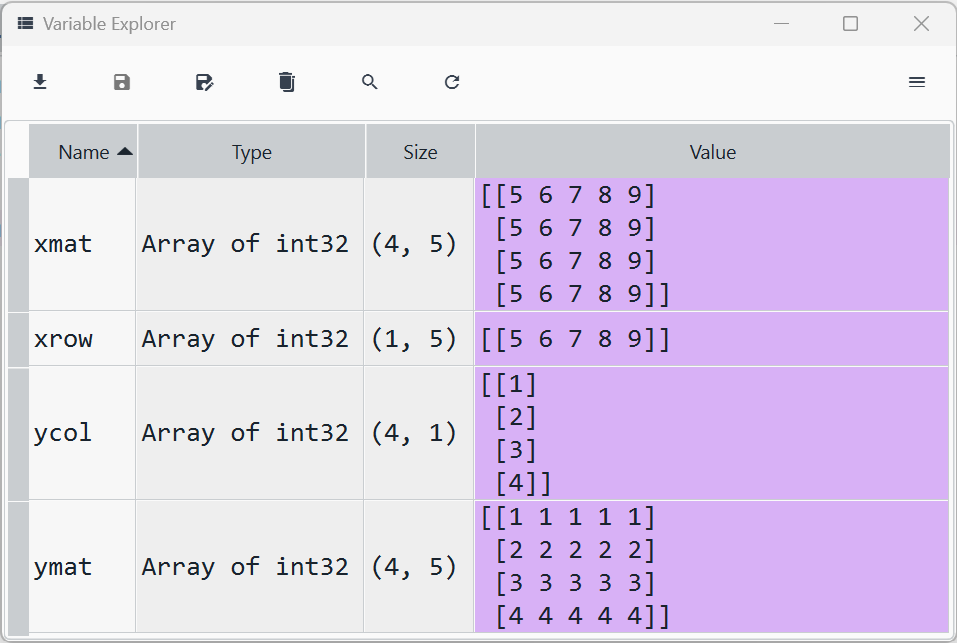 Variable Explorer
Name Type Size Value
xmat Array of int32 (4, 5) [[5 6 7 8 9]
[5 6 7 8 9]
[5 6 7 8 9]
[5 6 7 8 9]]
xrow Array of int32 (1, 5) [[5 6 7 8 9]]
ycol Array of int32 (4, 1) [[1]
[2]
[3]
[4]]
ymat Array of int32 (4, 5) [[1 1 1 1 1]
[2 2 2 2 2]
[3 3 3 3 3]
[4 4 4 4 4]]